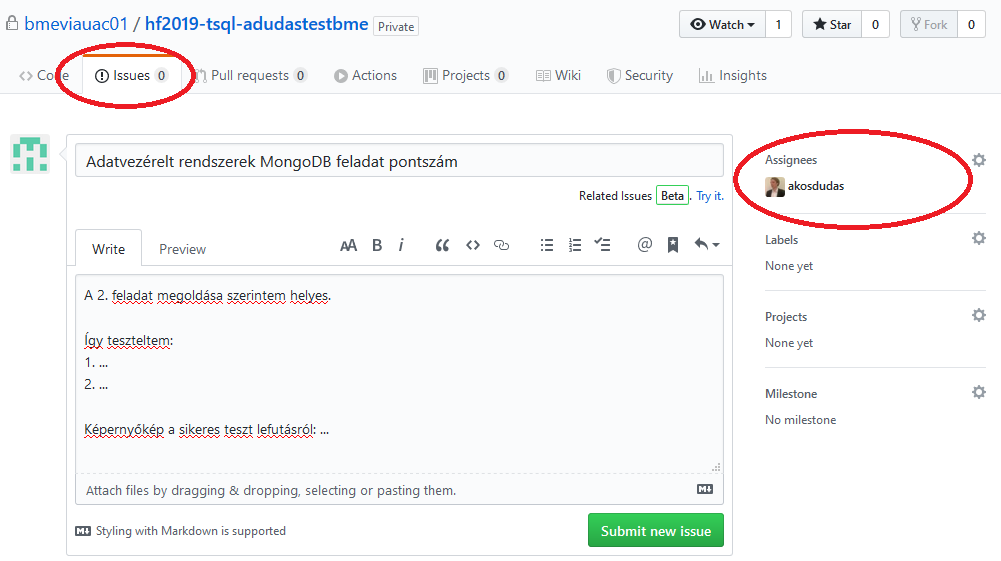 bmeviauac01 / hf2019-tsql-adudastestbme Private
Watch 1 Star 0 Fork 0
Code Issues 0 Pull requests 0 Actions Projects 0 Wiki Security Insights
Adatvezérelt rendszerek MongoDB feladat pontszám
Related Issues Beta. Try it.
Write Preview
A 2. feladat megoldása szerintem helyes.
Így teszteltem:
1. ...
2. ...
Képernyőkép a sikeres teszt lefutásról: ...
Attach files by dragging & dropping, selecting or pasting them.
Styling with Markdown is supported
Submit new issue
Assignees
akosdudas
Labels
None yet
Projects
None yet
Milestone
No milestone